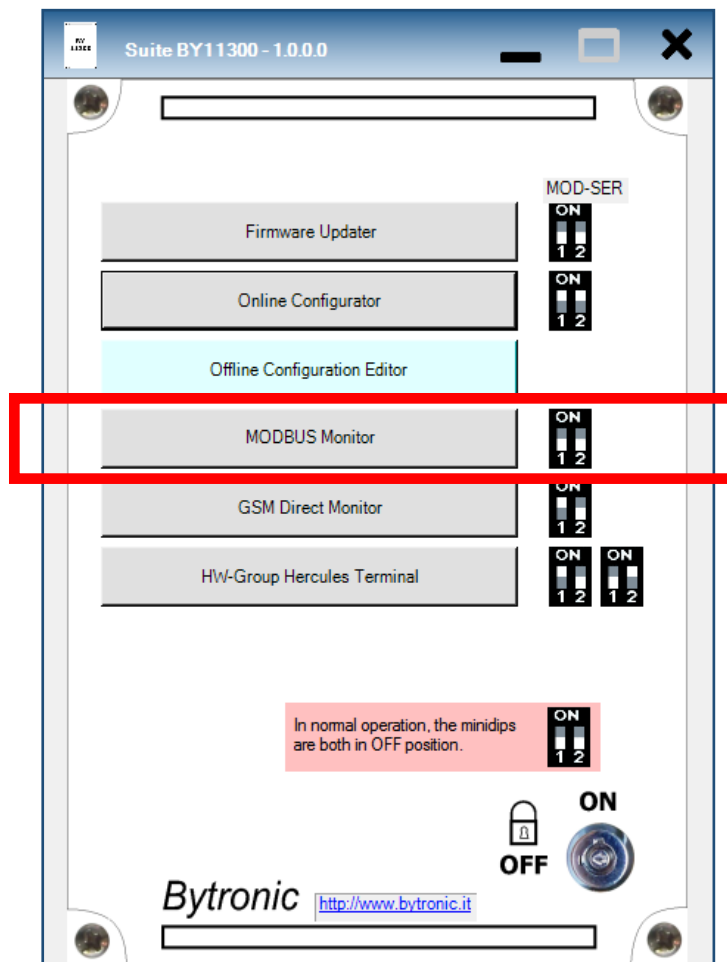 BY
11300
Suite BY11300 - 1.0.0.0
MOD-SER
Firmware Updater
ON
1 2
Online Configurator
ON
1 2
Offline Configuration Editor
MODBUS Monitor
ON
1 2
GSM Direct Monitor
ON
1 2
HW-Group Hercules Terminal
ON ON
1 2 1 2
In normal operation, the minidips
are both in OFF position.
ON
1 2
ON
OFF
Bytronic http://www.bytronic.it